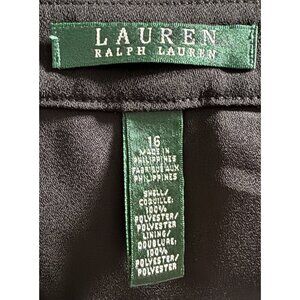 LAUREN
RALPH LAUREN
16
MADE IN
PHILIPPINES
FABRIQUE AUX
PHILIPPINES
SHELL/
COQUILLE:
100%
POLYESTER/
POLYESTER
LINING/
DOUBLURE:
100%
POLYESTER/
POLYESTER